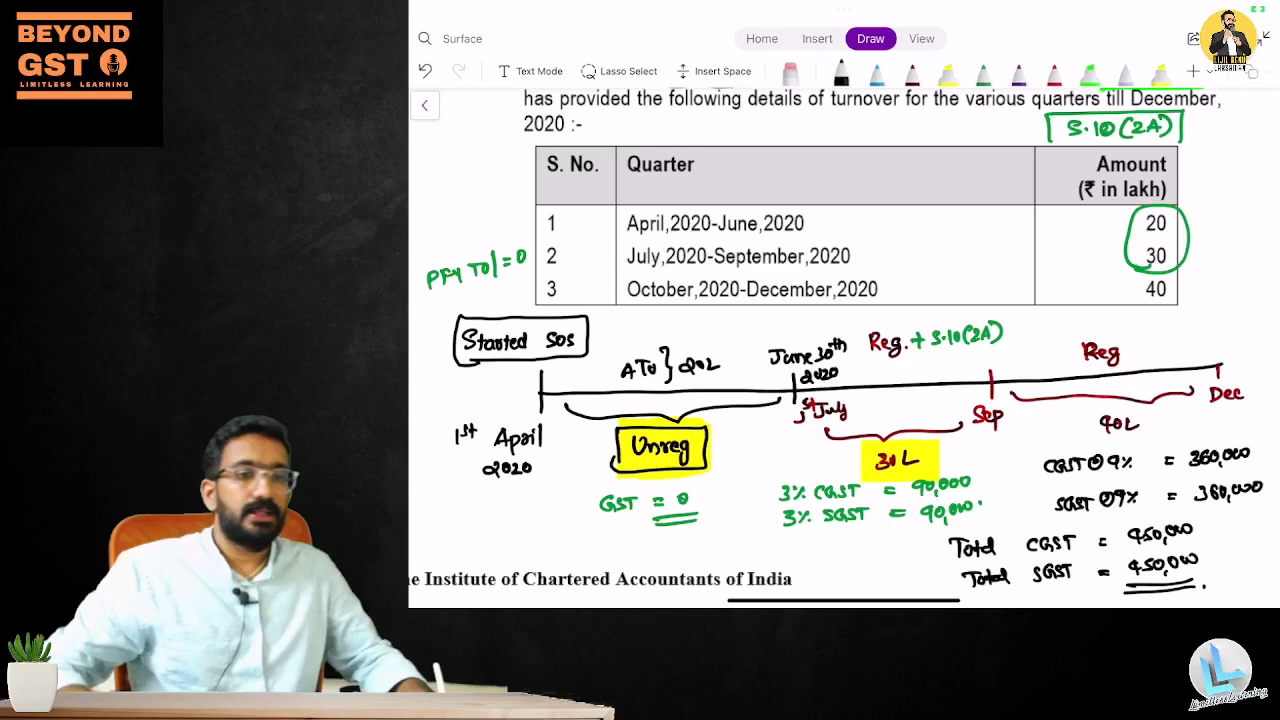 BEYOND
GST
LIMITLESS LEARNING
Surface
Home Insert Draw View
Text Mode Lasso Select Insert Space
has provided the following details of turnover for the various quarters till December,
2020 :-
S.10(2A)
S. No. Quarter Amount
(₹ in lakh)
1 April,2020-June,2020 20
2 July,2020-September,2020 30
3 October,2020-December,2020 40
PFY T0/=0
Started SOS
ATO} 20L
June 30th
2020
Reg. + S.10(2A)
Reg
1st April
2020
1st July
Sep
Dec
Unreg
30L
40L
GST = 0
3% CGST = 90,000
3% SGST = 90,000.
CGST@9% = 360,000
SGST@9% = 360,000
Total CGST = 450,000
Total SGST = 450,000.
e Institute of Chartered Accountants of India
Limitless Learning